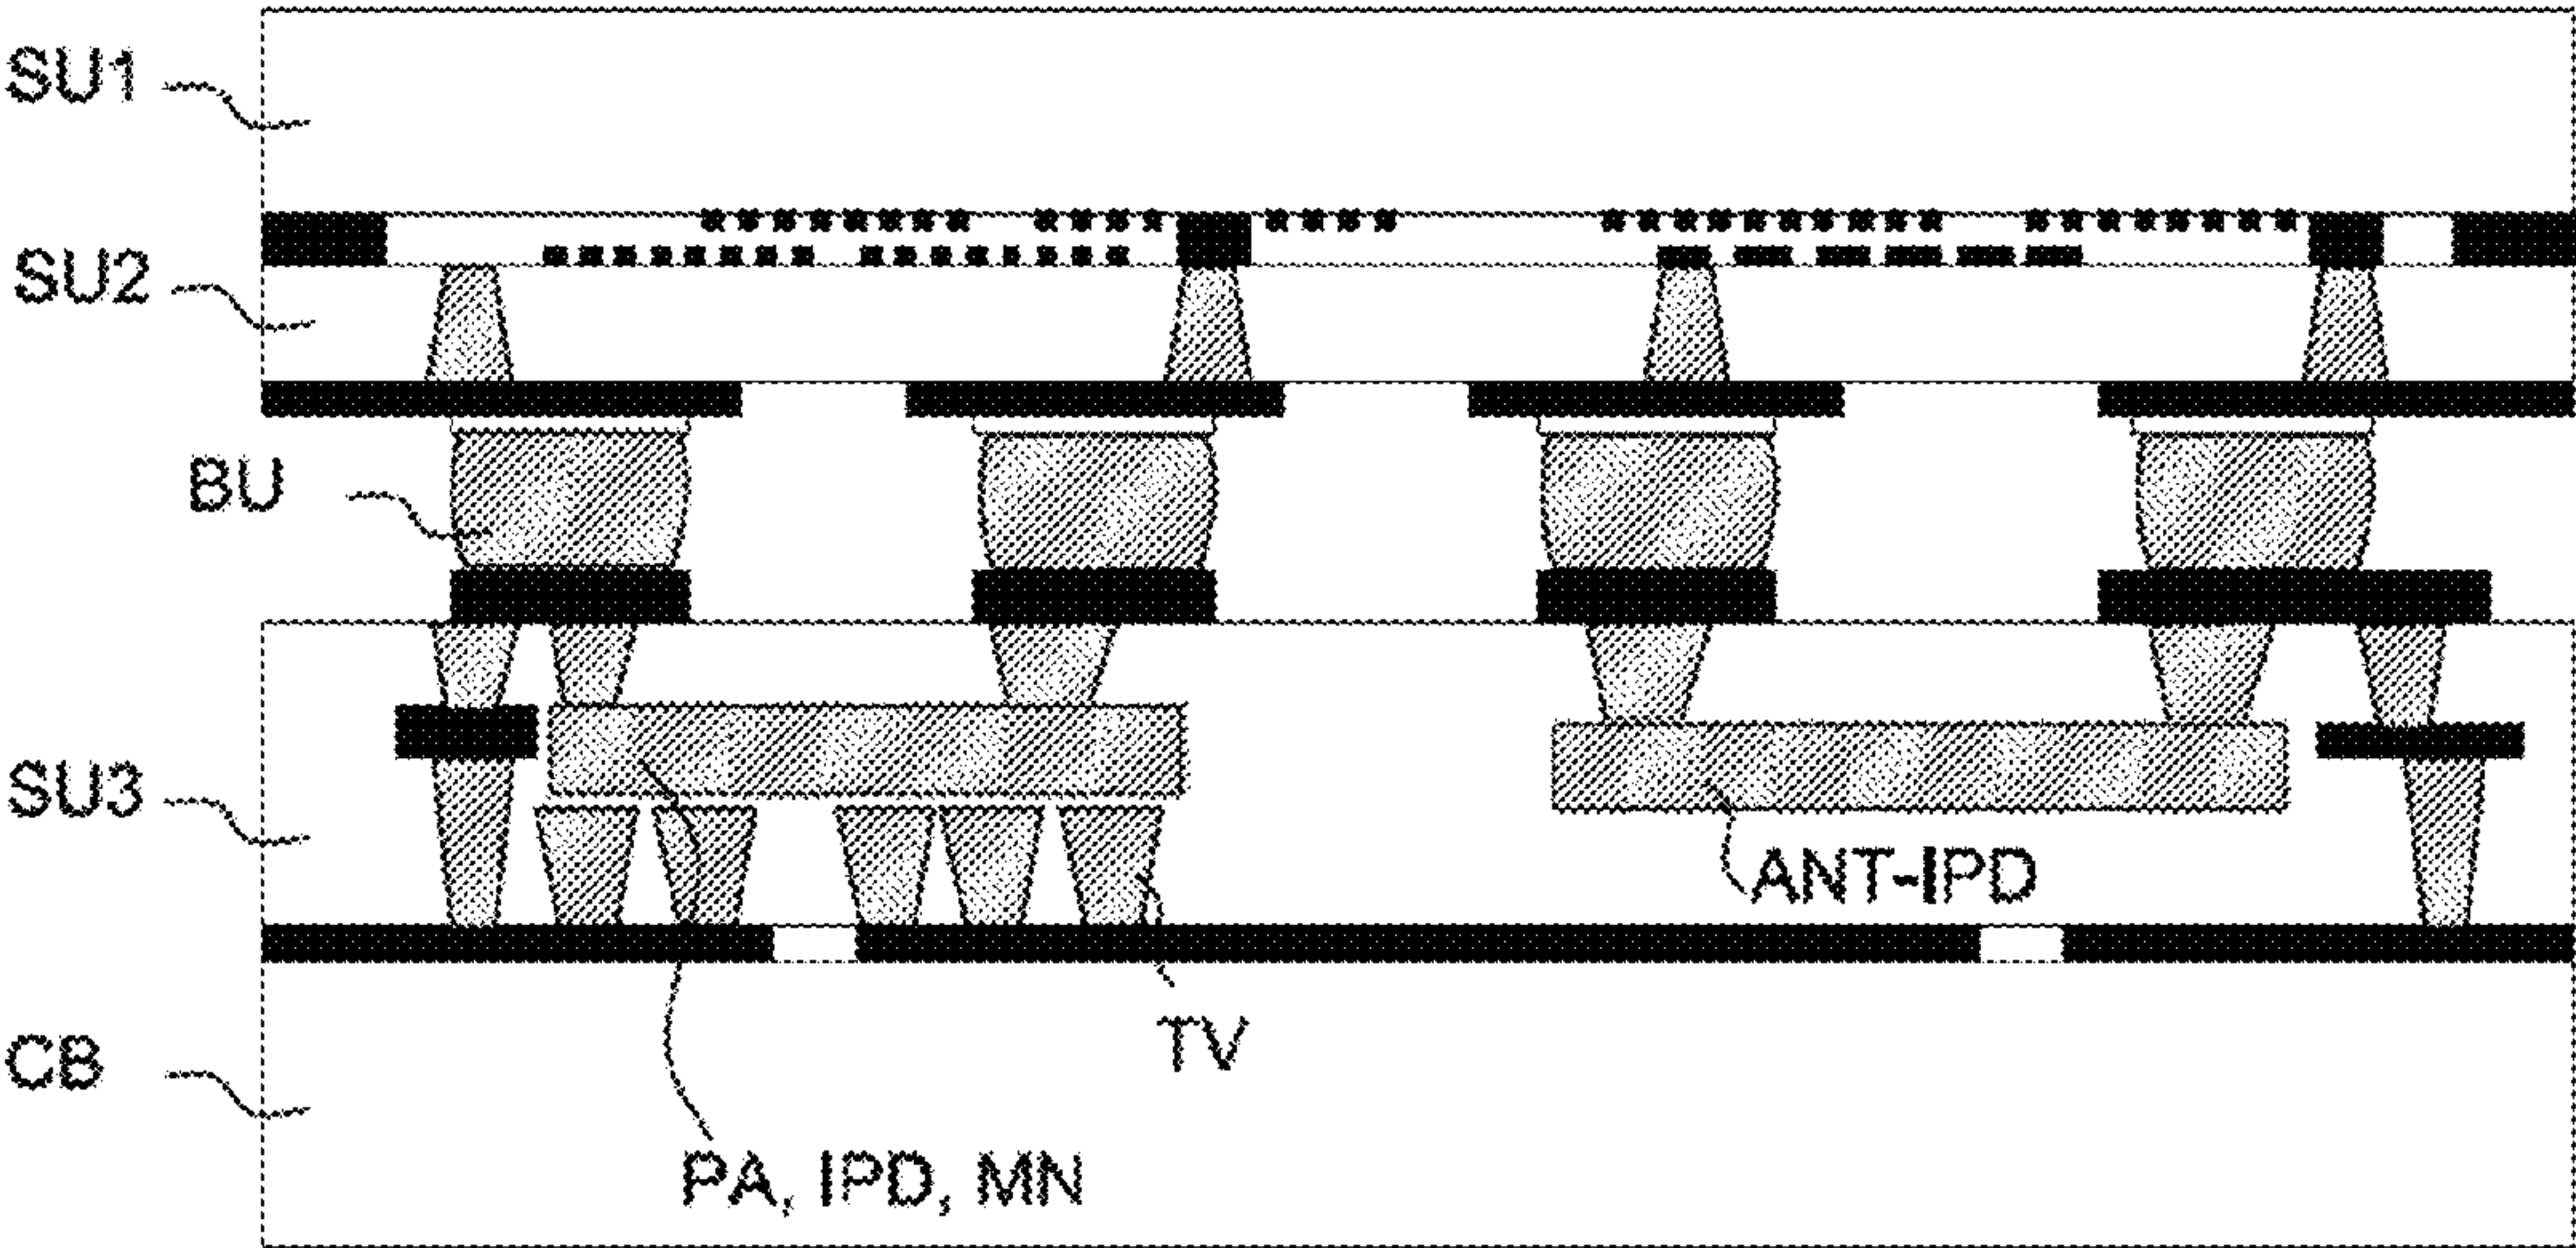 SU1
SU2
BU
SU3
ANT-IPD
TV
CB
PA, IPD, MN